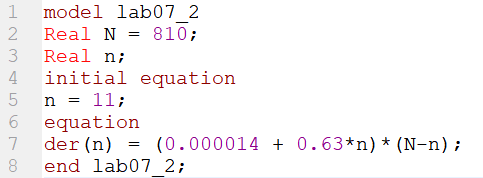 1 model lab07_2
2 Real N = 810;
3 Real n;
4 initial equation
5 n = 11;
6 equation
7 der(n) = (0.000014 + 0.63*n)*(N-n);
8 end lab07_2;